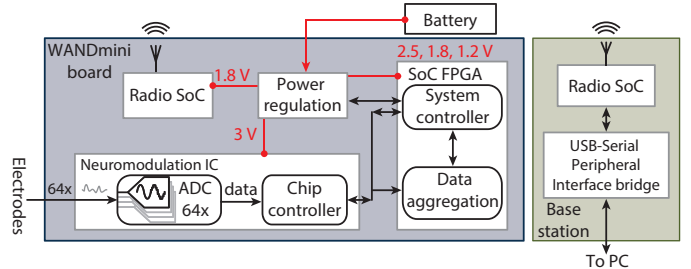 Battery
WANDmini
board
2.5, 1.8, 1.2 V
1.8 V
Radio SoC
Power
regulation
SoC FPGA
System
controller
3 V
Neuromodulation IC
Electrodes
64x
ADC
64x
data
Chip
controller
Data
aggregation
Radio SoC
USB-Serial
Peripheral
Interface bridge
Base
station
To PC